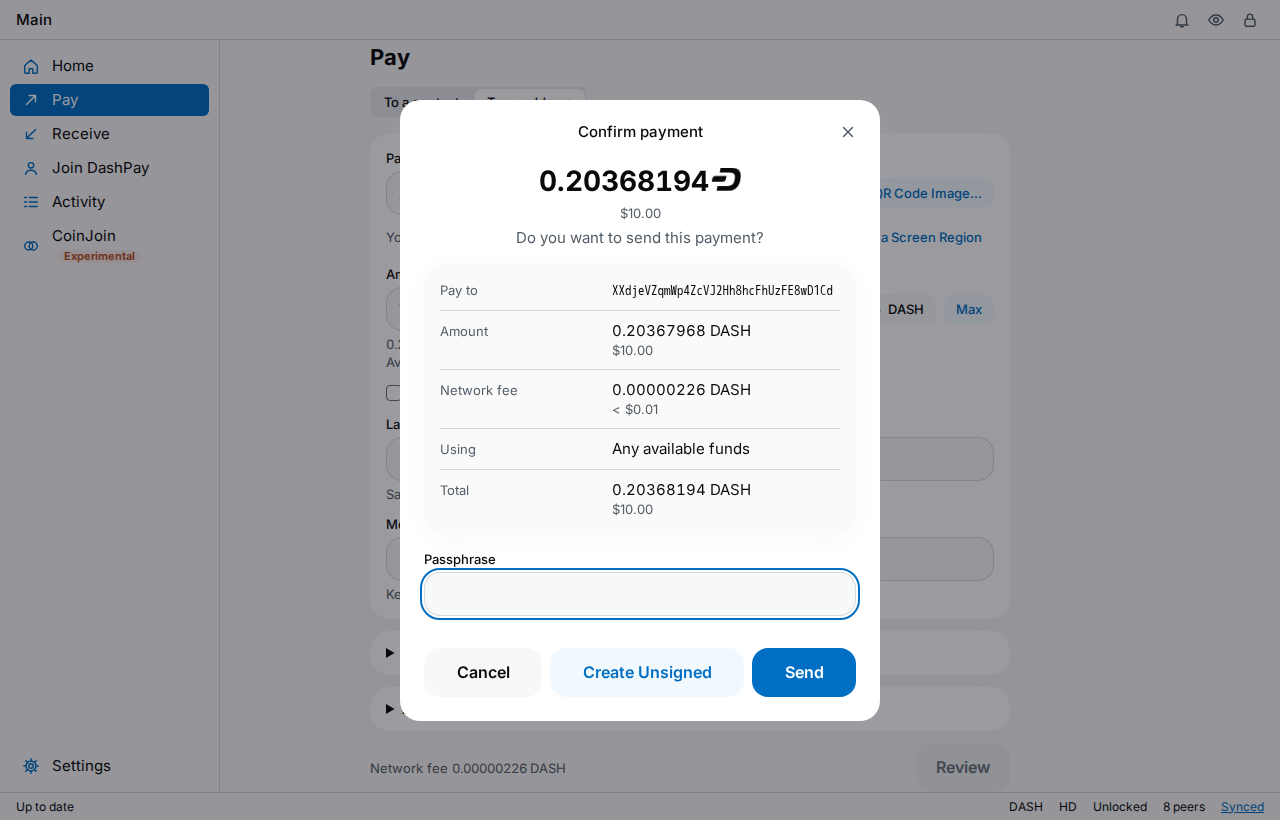 Main
Home
Pay
Receive
Join DashPay
Activity
CoinJoin
Experimental
Settings
Pay
To a
Confirm payment
0.20368194
$10.00
Do you want to send this payment?
Pay to XXdjeVZqmWp4ZcVJ2Hh8hcFhUzFE8wD1Cd
Amount 0.20367968 DASH
$10.00
Network fee 0.00000226 DASH
< $0.01
Using Any available funds
Total 0.20368194 DASH
$10.00
Passphrase
Cancel Create Unsigned Send
QR Code Image...
a Screen Region
DASH Max
Network fee 0.00000226 DASH Review
Up to date DASH HD Unlocked 8 peers Synced